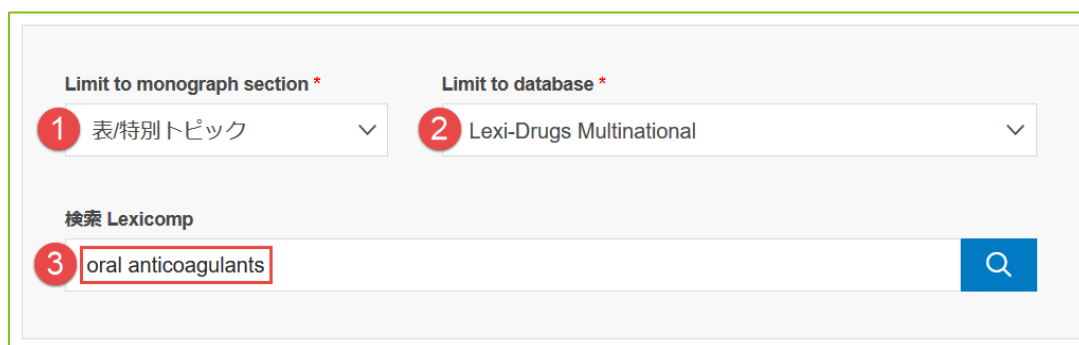 Limit to monograph section * Limit to database *
1 表/特別トピック 2 Lexi-Drugs Multinational
検索 Lexicomp
3 oral anticoagulants